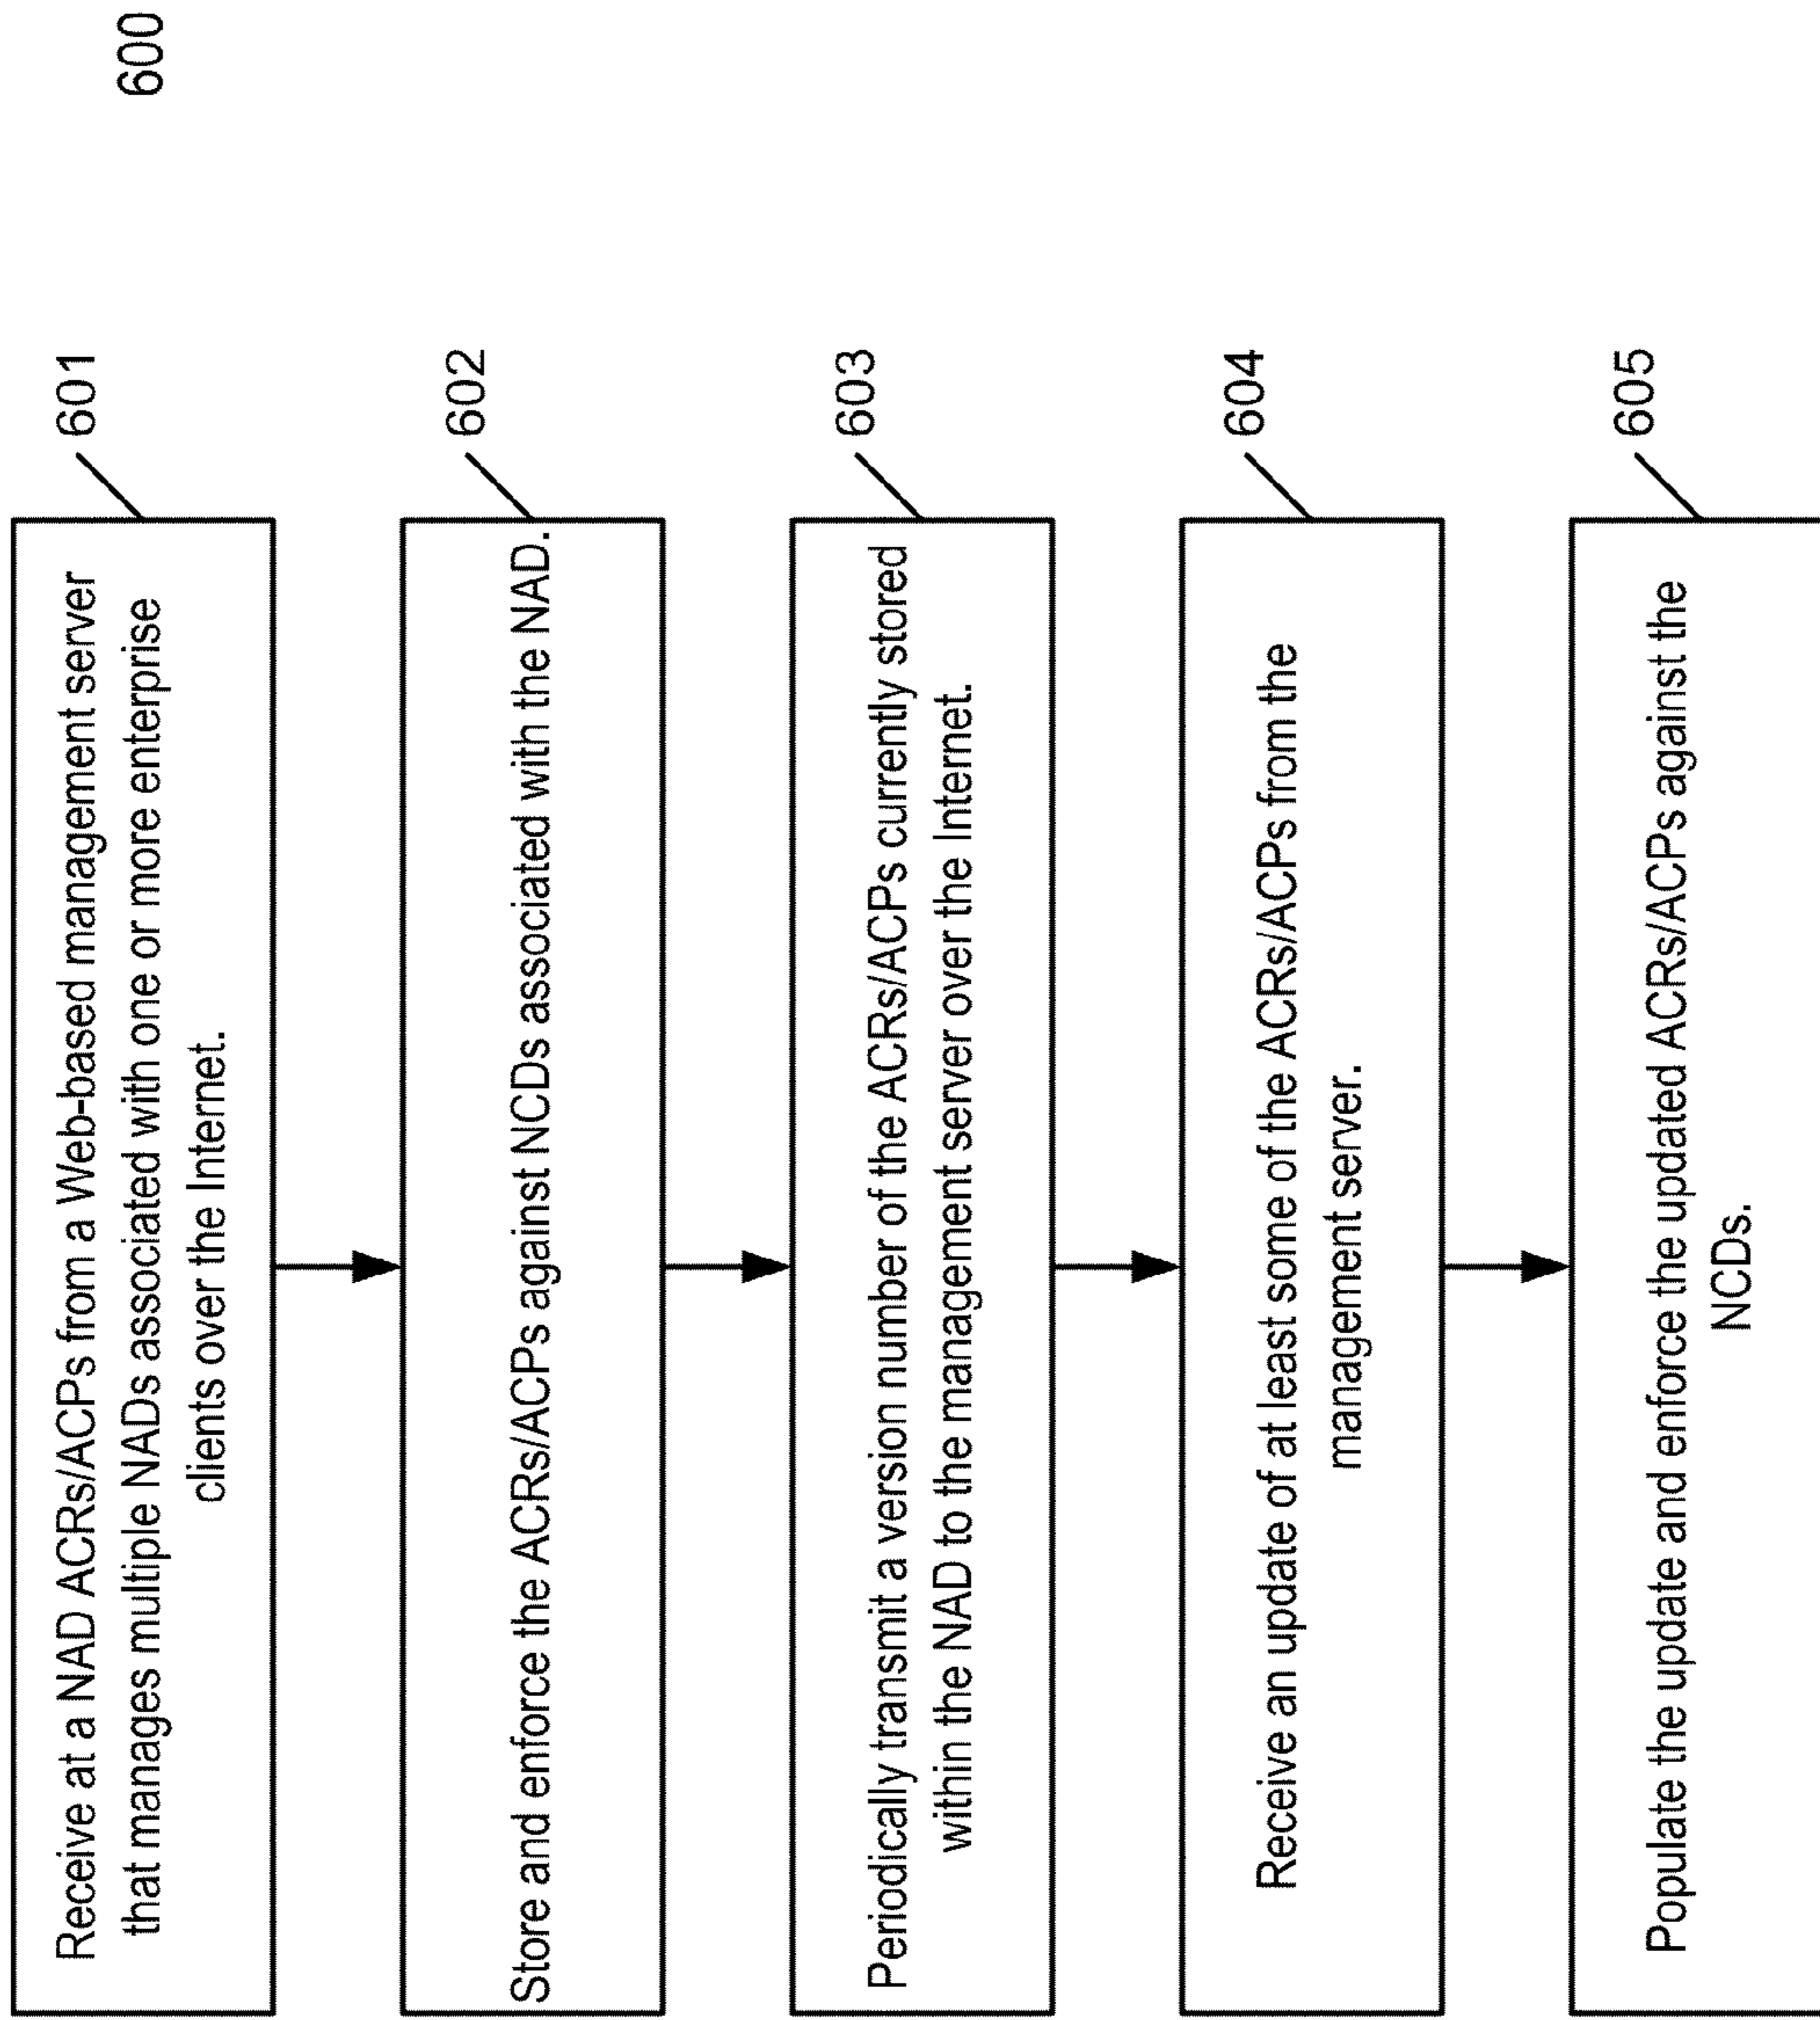 600
Receive at a NAD ACRs/ACPs from a Web-based management server
that manages multiple NADs associated with one or more enterprise
clients over the Internet.
601
Store and enforce the ACRs/ACPs against NCDs associated with the NAD.
602
Periodically transmit a version number of the ACRs/ACPs currently stored
within the NAD to the management server over the Internet.
603
Receive an update of at least some of the ACRs/ACPs from the
management server.
604
Populate the update and enforce the updated ACRs/ACPs against the
NCDs.
605